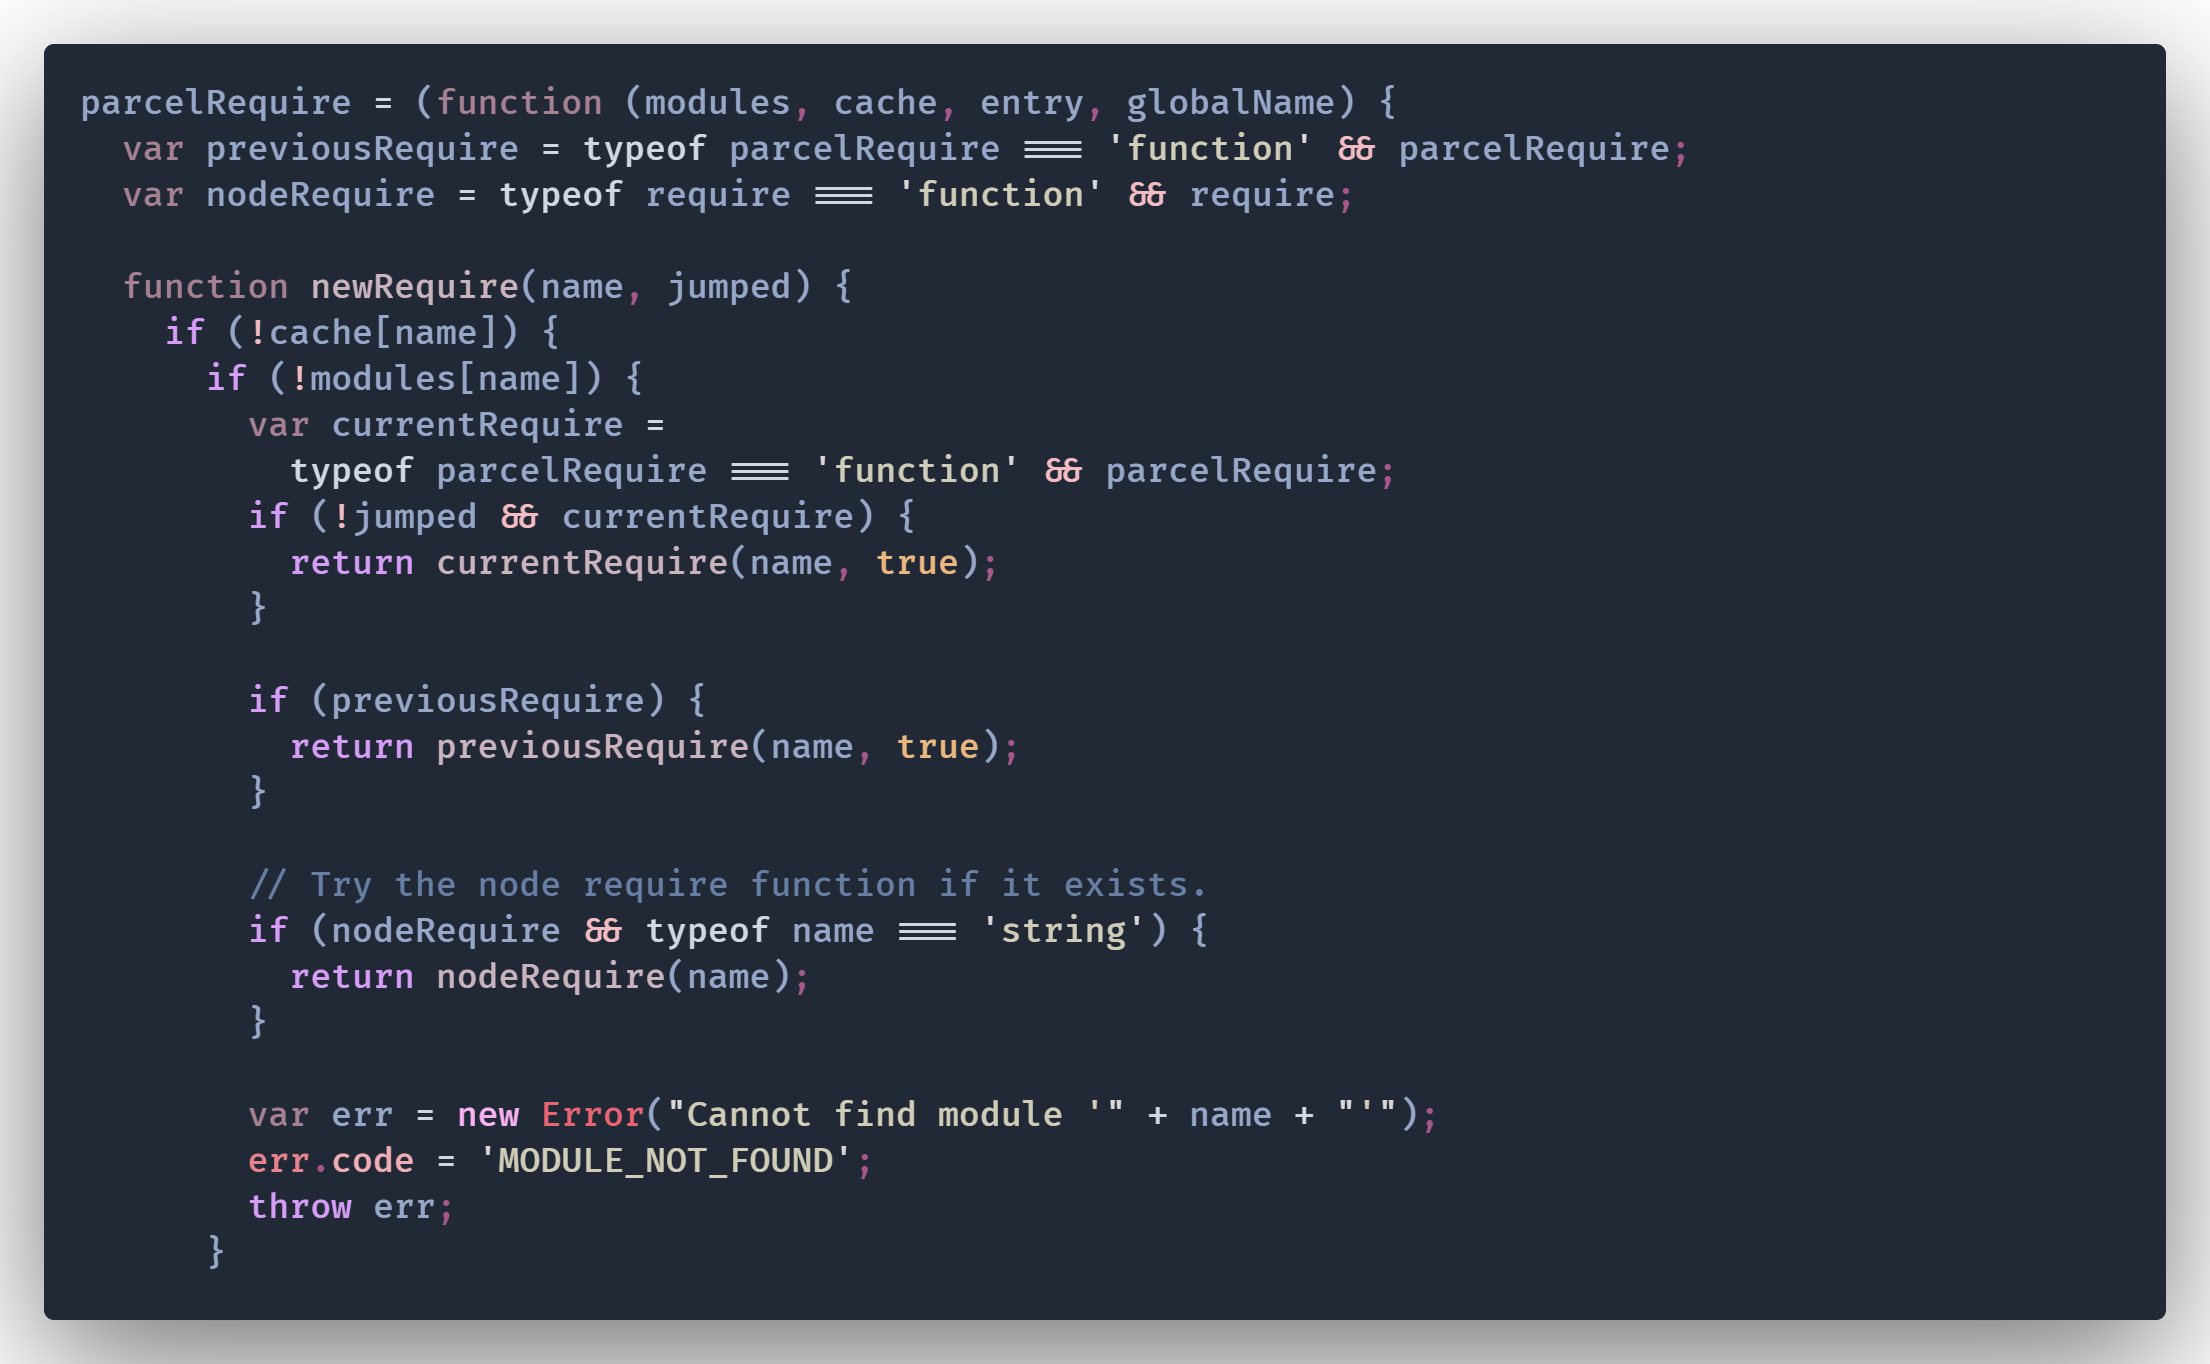 parcelRequire = (function (modules, cache, entry, globalName) {
  var previousRequire = typeof parcelRequire === 'function' && parcelRequire;
  var nodeRequire = typeof require === 'function' && require;

  function newRequire(name, jumped) {
    if (!cache[name]) {
      if (!modules[name]) {
        var currentRequire =
          typeof parcelRequire === 'function' && parcelRequire;
        if (!jumped && currentRequire) {
          return currentRequire(name, true);
        }

        if (previousRequire) {
          return previousRequire(name, true);
        }

        // Try the node require function if it exists.
        if (nodeRequire && typeof name === 'string') {
          return nodeRequire(name);
        }

        var err = new Error("Cannot find module '" + name + "'");
        err.code = 'MODULE_NOT_FOUND';
        throw err;
      }